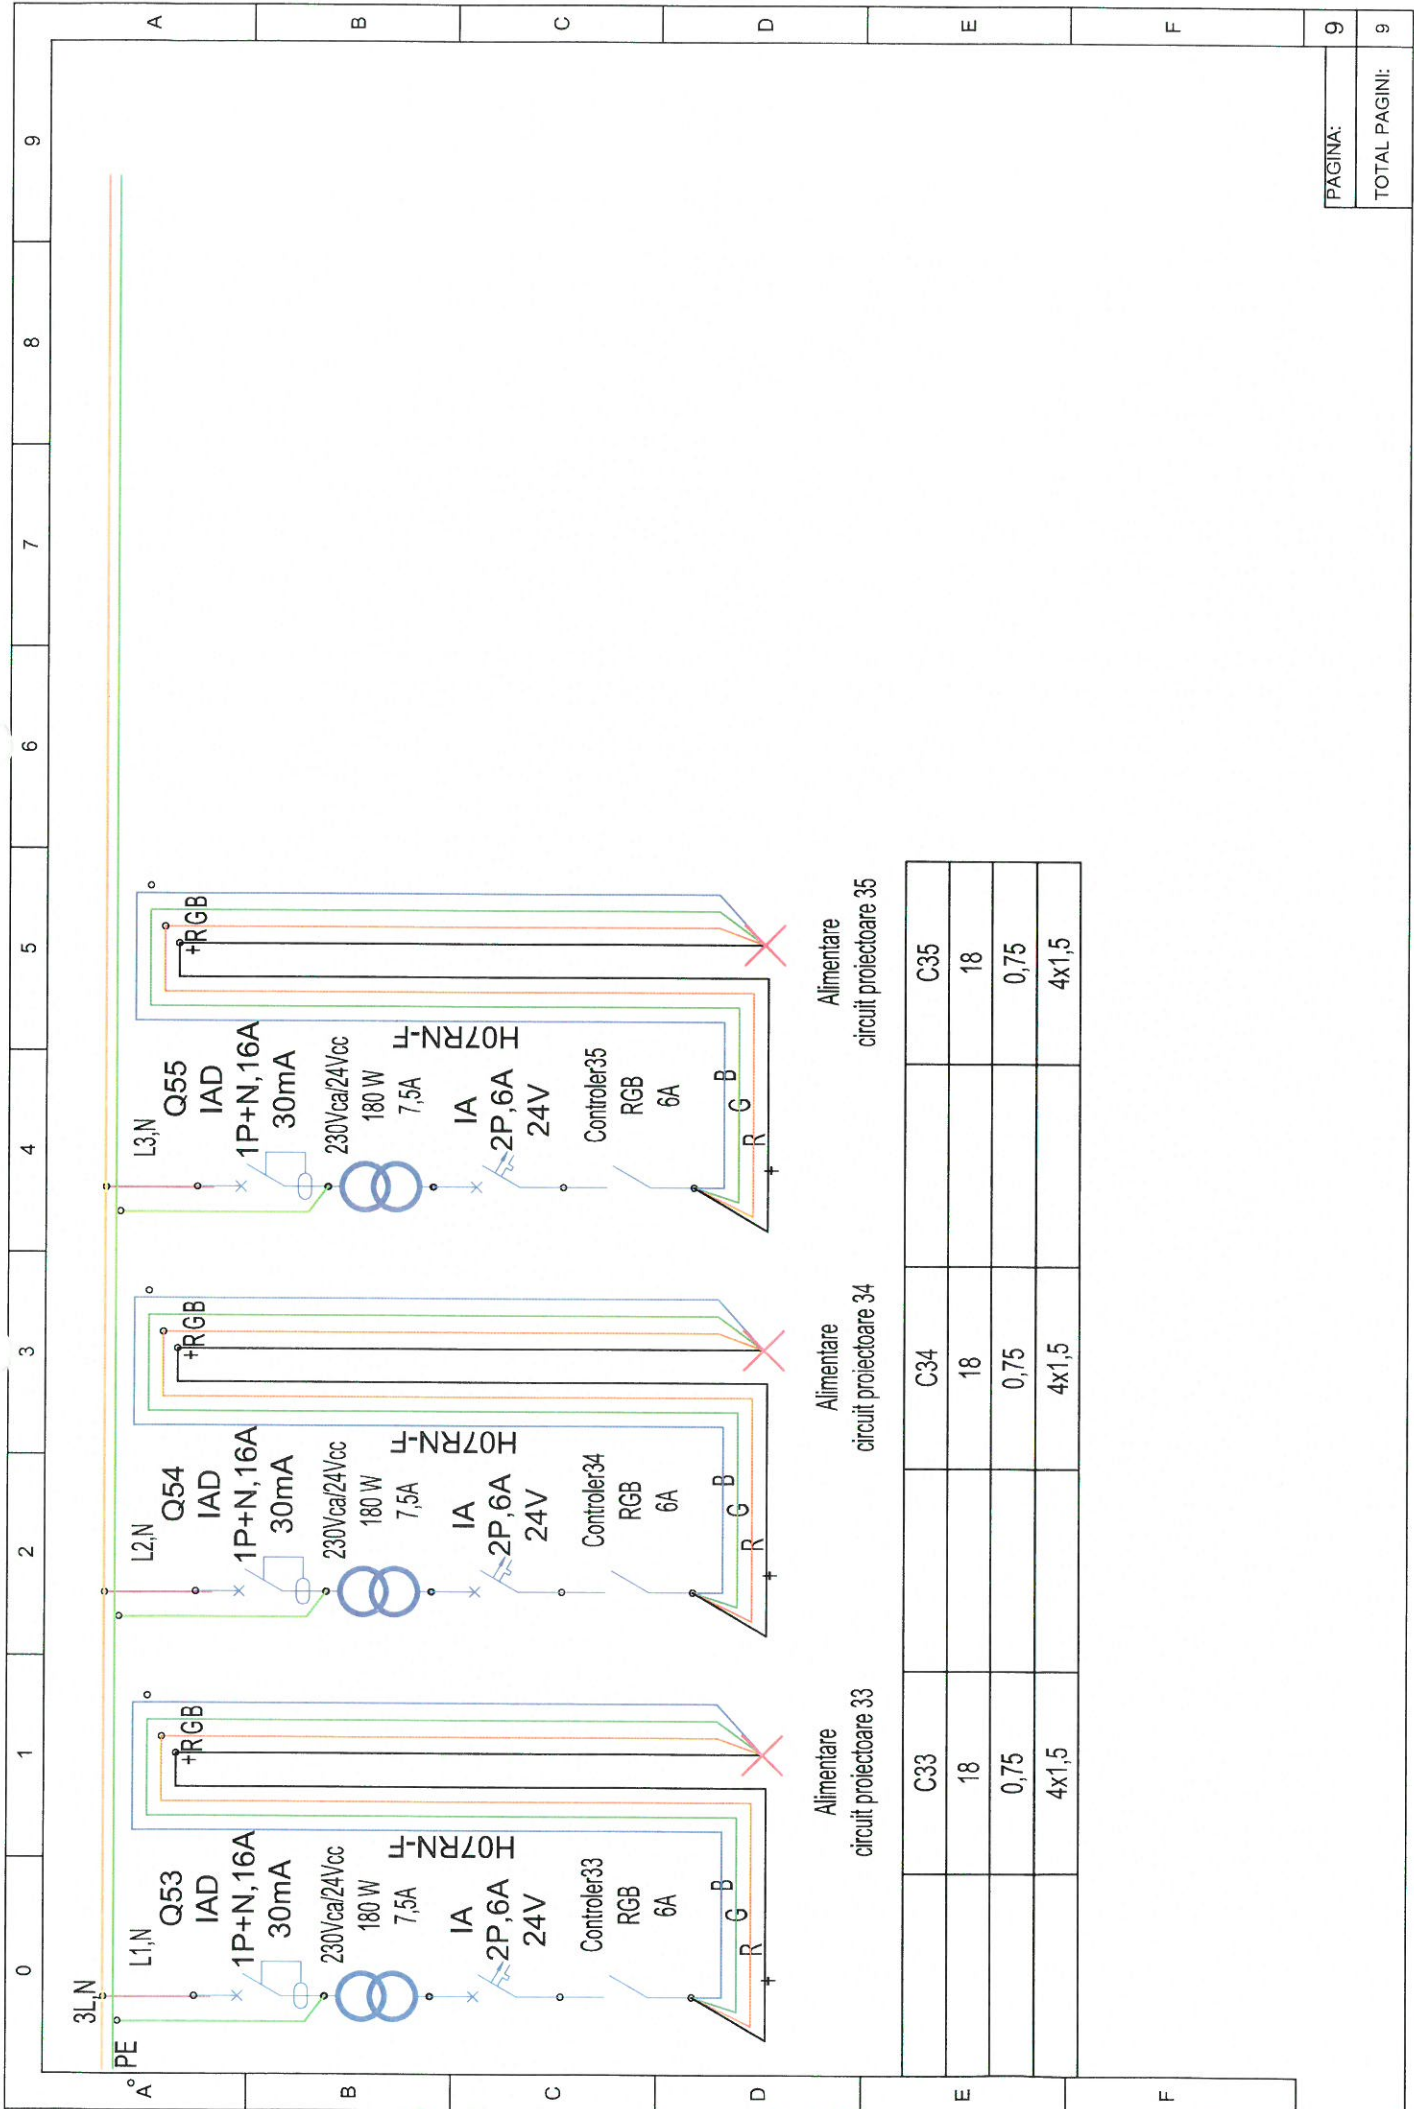 0 1 2 3 4 5 6 7 8 9
A
B
C
D
E
F
A
B
C
D
E
F
3L,N
PE
L1,N
Q53
IAD
1P+N,16A
30mA
230Vca/24Vcc
180 W
7,5A
H07RN-F
IA
2P,6A
24V
Controler33
RGB
6A
+RGB
R G B
+
Alimentare
circuit proiectoare 33
L2,N
Q54
IAD
1P+N,16A
30mA
230Vca/24Vcc
180 W
7,5A
H07RN-F
IA
2P,6A
24V
Controler34
RGB
6A
+RGB
R G B
+
Alimentare
circuit proiectoare 34
L3,N
Q55
IAD
1P+N,16A
30mA
230Vca/24Vcc
180 W
7,5A
H07RN-F
IA
2P,6A
24V
Controler35
RGB
6A
+RGB
R G B
+
Alimentare
circuit proiectoare 35
C33 C34 C35
18 18 18
0,75 0,75 0,75
4x1,5 4x1,5 4x1,5
PAGINA: 9
TOTAL PAGINI: 9